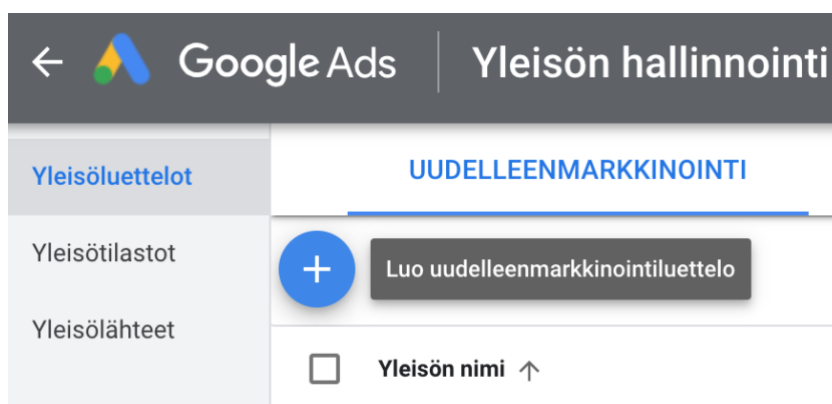 Google Ads
Yleisön hallinnointi
Yleisöluettelot
UUDELLEENMARKKINOINTI
Yleisötilastot
Luo uudelleenmarkkinointiluettelo
Yleisölähteet
Yleisön nimi ↑